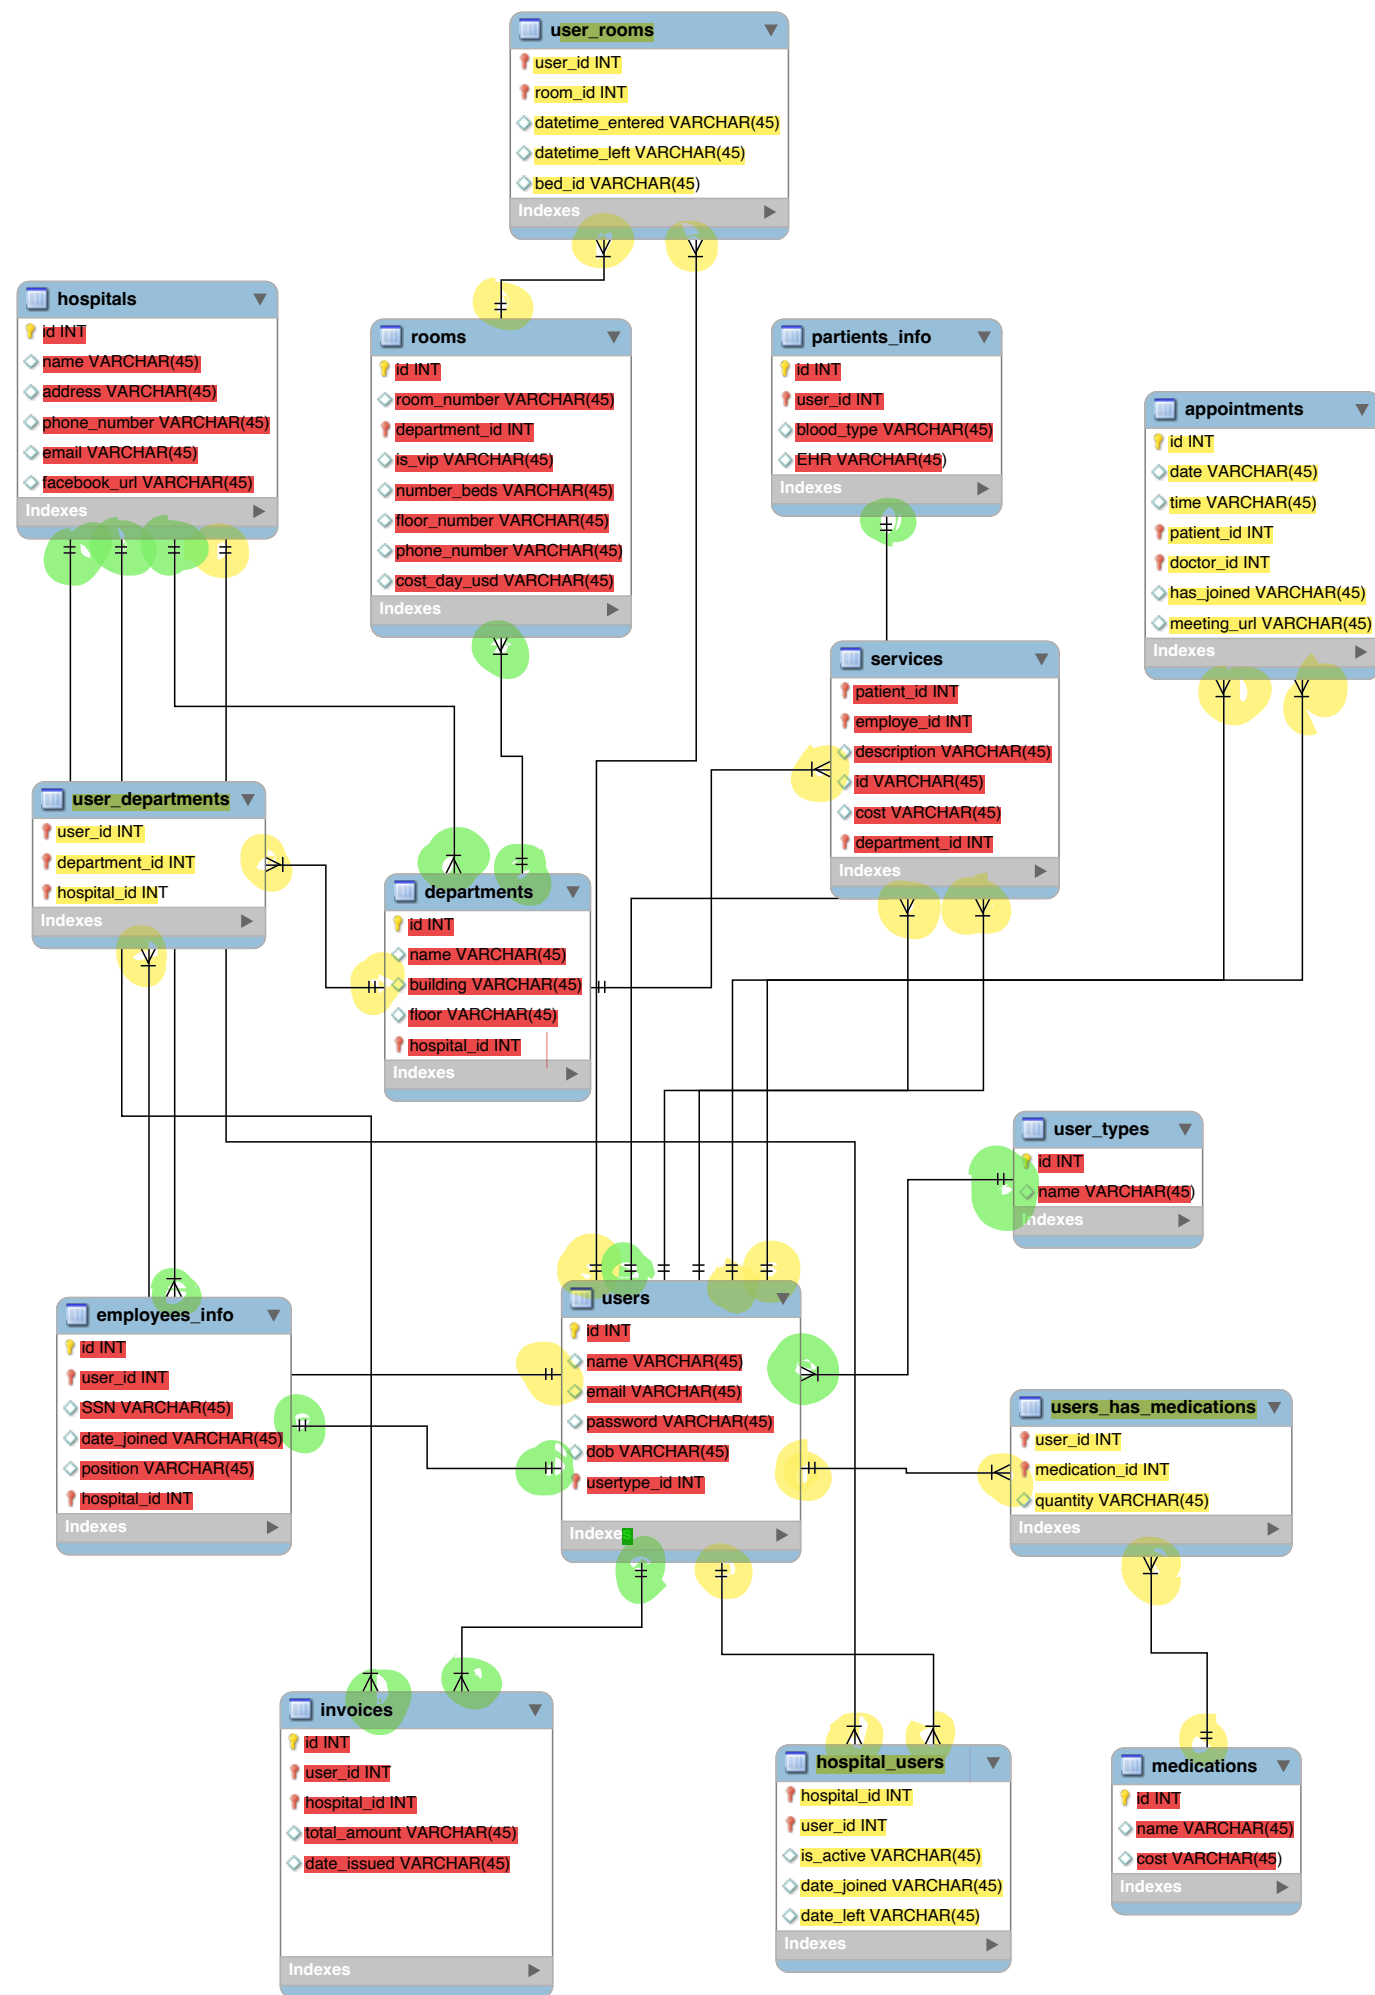 user_rooms
user_id INT
room_id INT
datetime_entered VARCHAR(45)
datetime_left VARCHAR(45)
bed_id VARCHAR(45)
Indexes
hospitals
id INT
name VARCHAR(45)
address VARCHAR(45)
phone_number VARCHAR(45)
email VARCHAR(45)
facebook_url VARCHAR(45)
Indexes
rooms
id INT
room_number VARCHAR(45)
department_id INT
is_vip VARCHAR(45)
number_beds VARCHAR(45)
floor_number VARCHAR(45)
phone_number VARCHAR(45)
cost_day_usd VARCHAR(45)
Indexes
partients_info
id INT
user_id INT
blood_type VARCHAR(45)
EHR VARCHAR(45)
Indexes
appointments
id INT
date VARCHAR(45)
time VARCHAR(45)
patient_id INT
doctor_id INT
has_joined VARCHAR(45)
meeting_url VARCHAR(45)
Indexes
services
patient_id INT
employe_id INT
description VARCHAR(45)
id VARCHAR(45)
cost VARCHAR(45)
department_id INT
Indexes
user_departments
user_id INT
department_id INT
hospital_id INT
Indexes
departments
id INT
name VARCHAR(45)
building VARCHAR(45)
floor VARCHAR(45)
hospital_id INT
Indexes
user_types
id INT
name VARCHAR(45)
Indexes
employees_info
id INT
user_id INT
SSN VARCHAR(45)
date_joined VARCHAR(45)
position VARCHAR(45)
hospital_id INT
Indexes
users
id INT
name VARCHAR(45)
email VARCHAR(45)
password VARCHAR(45)
dob VARCHAR(45)
usertype_id INT
Indexes
users_has_medications
user_id INT
medication_id INT
quantity VARCHAR(45)
Indexes
invoices
id INT
user_id INT
hospital_id INT
total_amount VARCHAR(45)
date_issued VARCHAR(45)
Indexes
hospital_users
hospital_id INT
user_id INT
is_active VARCHAR(45)
date_joined VARCHAR(45)
date_left VARCHAR(45)
Indexes
medications
id INT
name VARCHAR(45)
cost VARCHAR(45)
Indexes